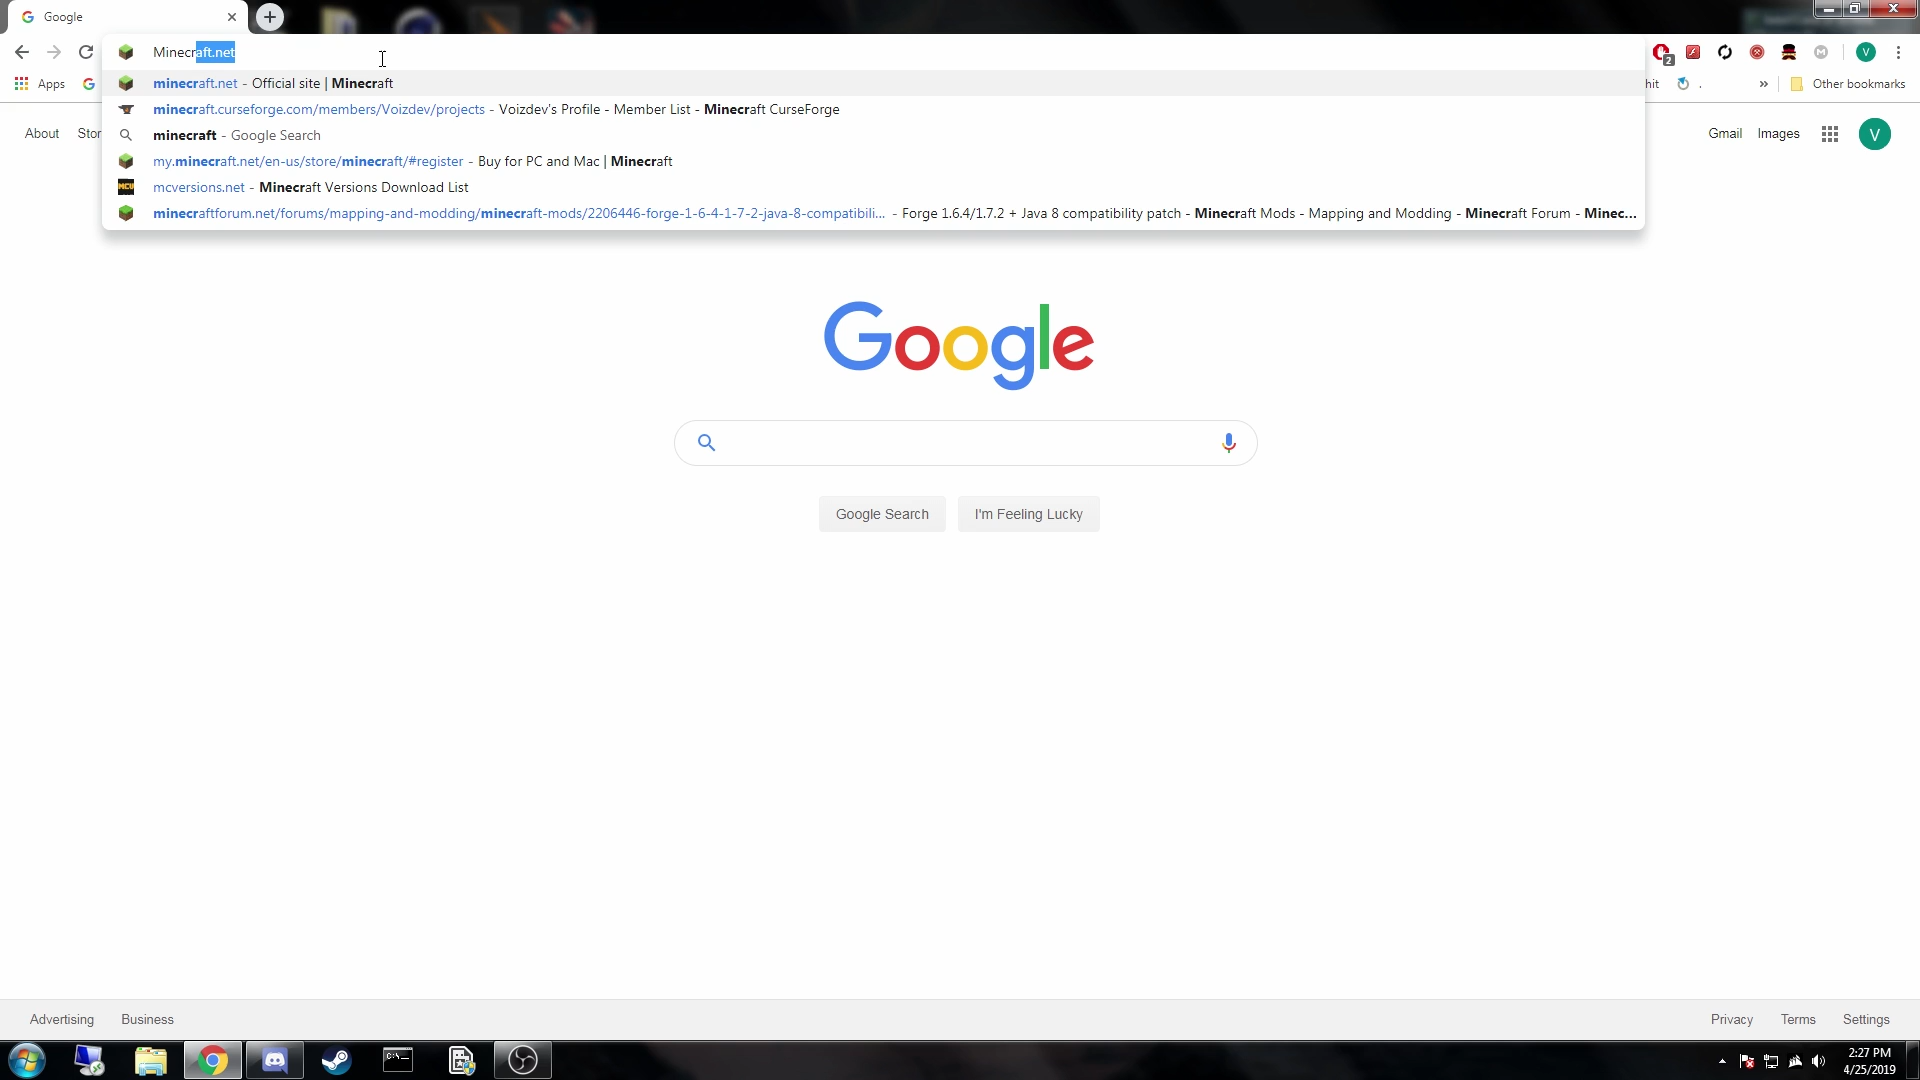 Google
Minecraft.net
minecraft.net - Official site | Minecraft
minecraft.curseforge.com/members/Voizdev/projects - Voizdev's Profile - Member List - Minecraft CurseForge
minecraft - Google Search
my.minecraft.net/en-us/store/minecraft/#register - Buy for PC and Mac | Minecraft
MCV mcversions.net - Minecraft Versions Download List
minecraftforum.net/forums/mapping-and-modding/minecraft-mods/2206446-forge-1-6-4-1-7-2-java-8-compatibili... - Forge 1.6.4/1.7.2 + Java 8 compatibility patch - Minecraft Mods - Mapping and Modding - Minecraft Forum - Minec...
2
M
V
Apps
hit
.
»
Other bookmarks
About
Stor
Gmail
Images
V
Google
Google Search
I'm Feeling Lucky
Advertising
Business
Privacy
Terms
Settings
C:\
2:27 PM
4/25/2019